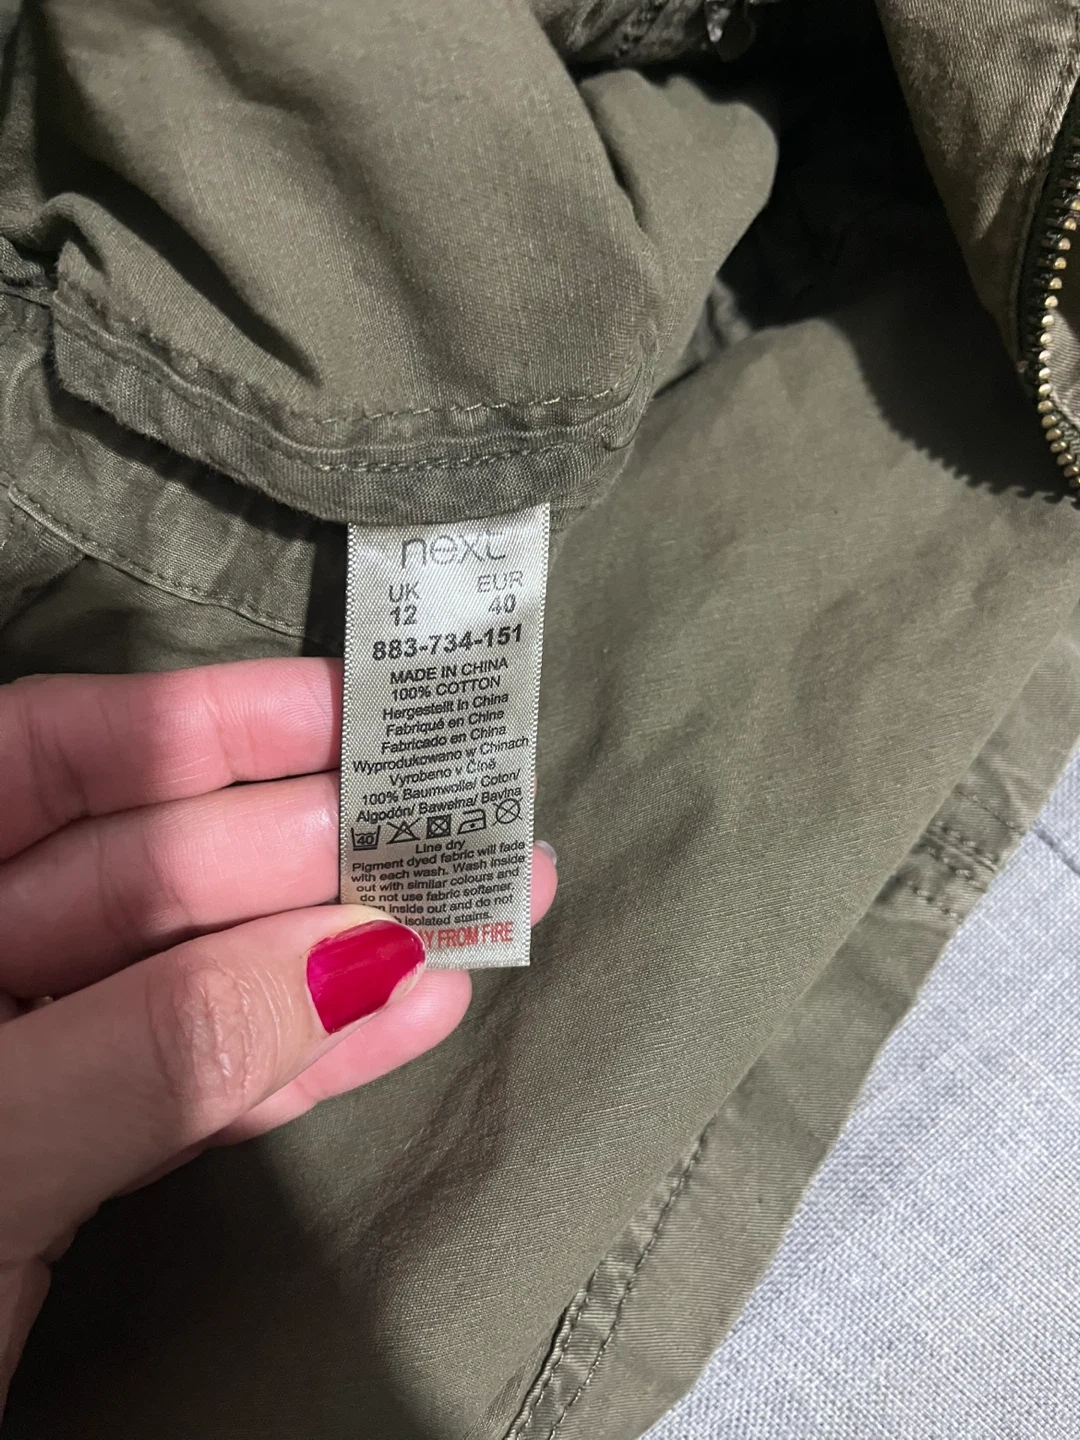 next
UK EUR
12 40
883-734-151
MADE IN CHINA
100% COTTON
Hergestellt in China
Fabriqué en China
Fabricado en China
Wyprodukowano w Chinach
Vyrobeno v Číně
100% Baumwolle/ Coton/
Algodón/ Bawełna/ Bavlna
40
Line dry
Pigment dyed fabric will fade
with each wash. Wash inside
out with similar colours and
do not use fabric softener.
inside out and do not
isolated stains.
FROM FIRE